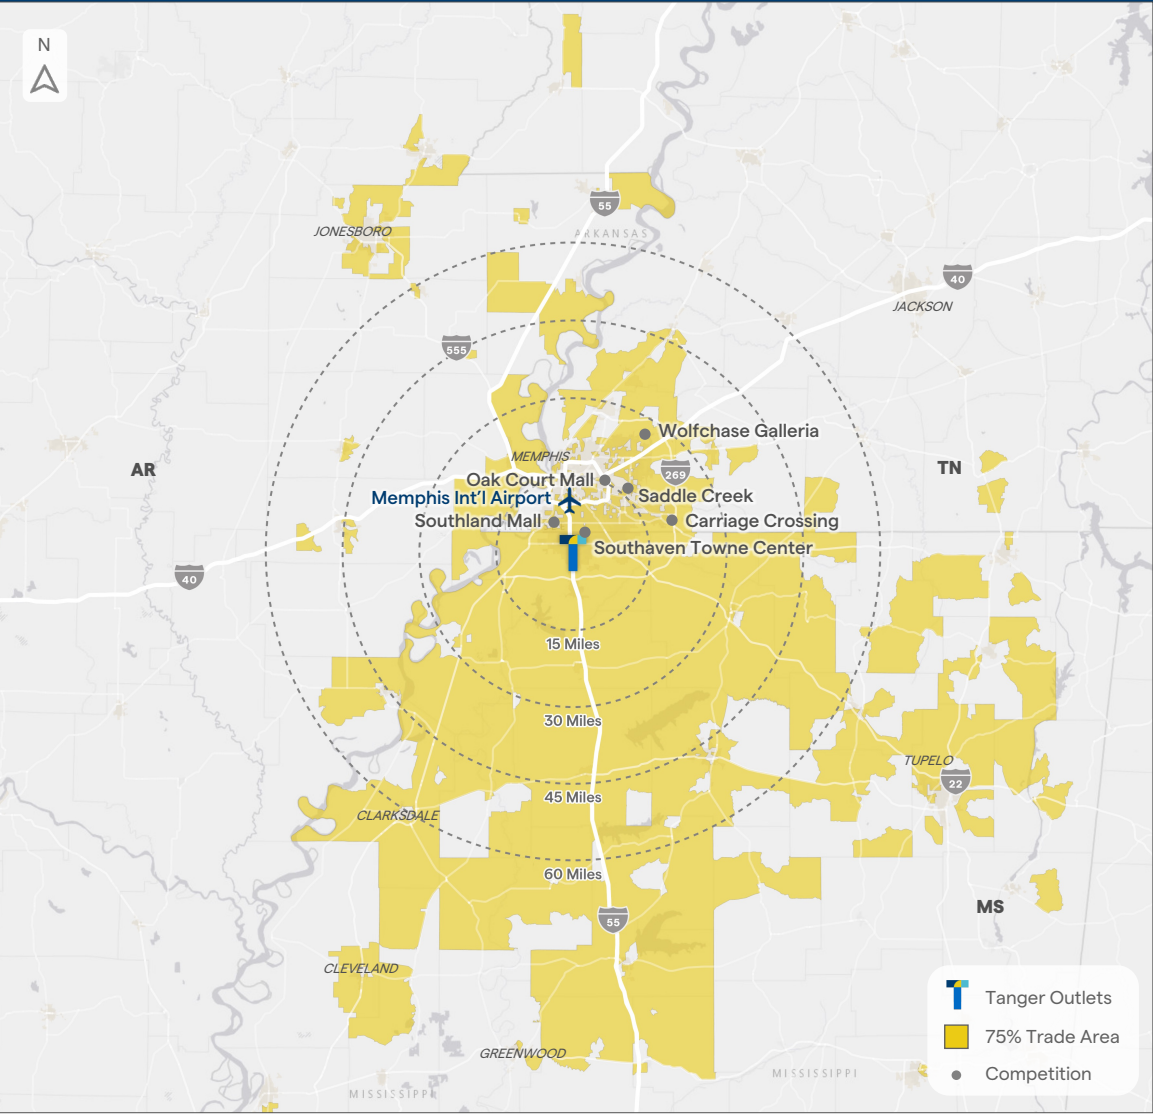 N
55
ARKANSAS
JONESBORO
40
JACKSON
555
Wolfchase Galleria
MEMPHIS
AR
TN
269
Oak Court Mall
Saddle Creek
Memphis Int'l Airport
Southland Mall
Carriage Crossing
Southaven Towne Center
40
15 Miles
30 Miles
TUPELO
22
45 Miles
CLARKSDALE
60 Miles
MS
55
CLEVELAND
Tanger Outlets
75% Trade Area
GREENWOOD
Competition
MISSISSIPPI
MISSISSIPPI